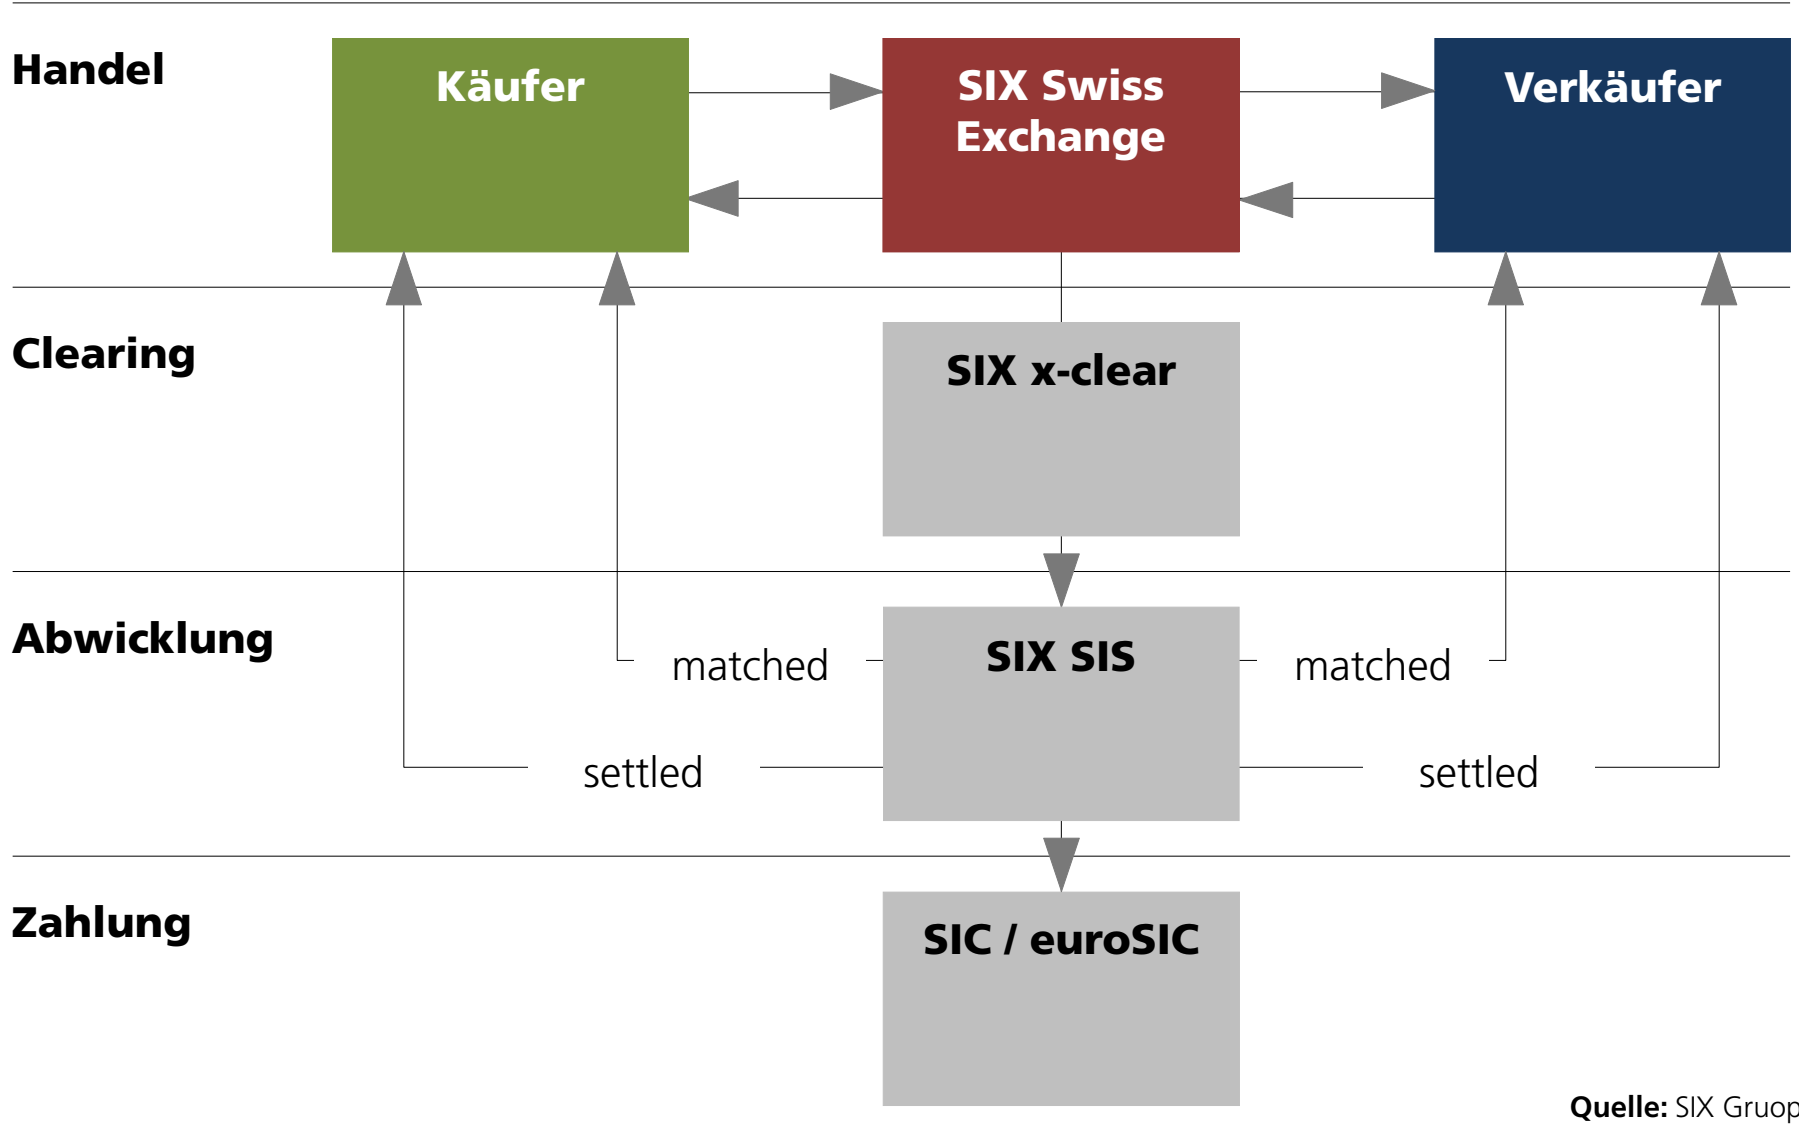 Handel
Käufer
SIX Swiss
Exchange
Verkäufer
Clearing
SIX x-clear
Abwicklung
matched
SIX SIS
matched
settled
settled
Zahlung
SIC / euroSIC
Quelle: SIX Gruop